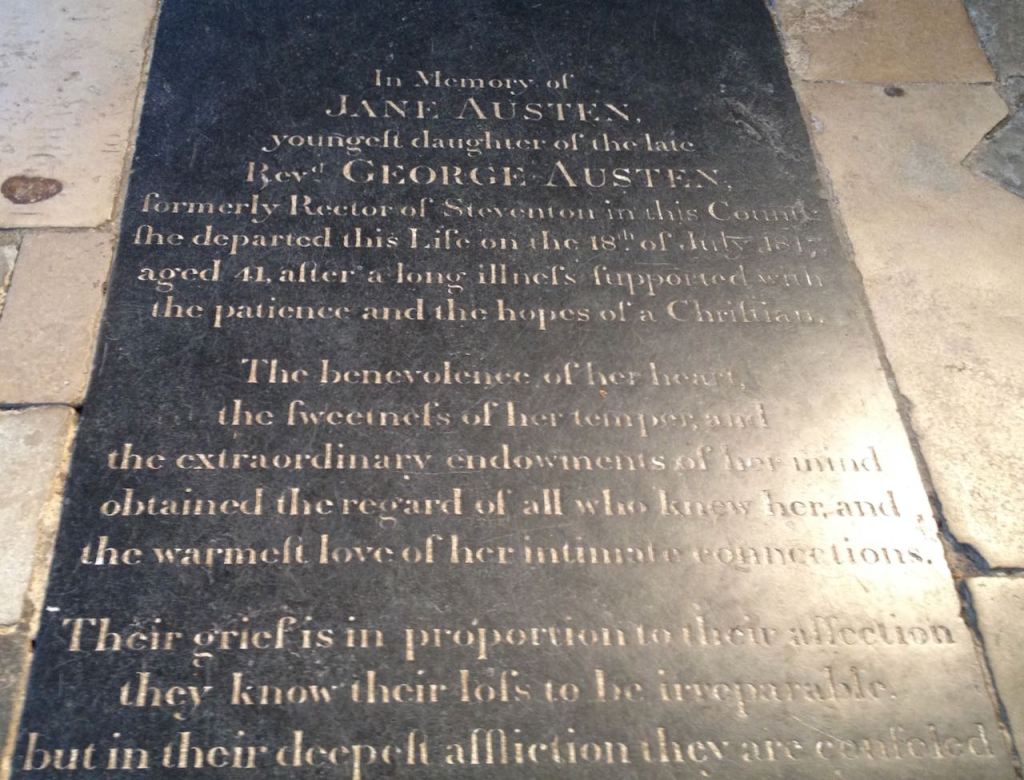 In Memory of
JANE AUSTEN,
youngeſt daughter of the late
Revᵈ GEORGE AUSTEN,
formerly Rector of Steventon in this County
ſhe departed this Life on the 18ᵗʰ of July 1817,
aged 41, after a long illneſs ſupported with
the patience and the hopes of a Chriſtian.
The benevolence of her heart,
the ſweetneſs of her temper, and
the extraordinary endowments of her mind
obtained the regard of all who knew her, and
the warmeſt love of her intimate connections.
Their grief is in proportion to their affection
they know their loſs to be irreparable,
but in their deepeſt affliction they are conſoled